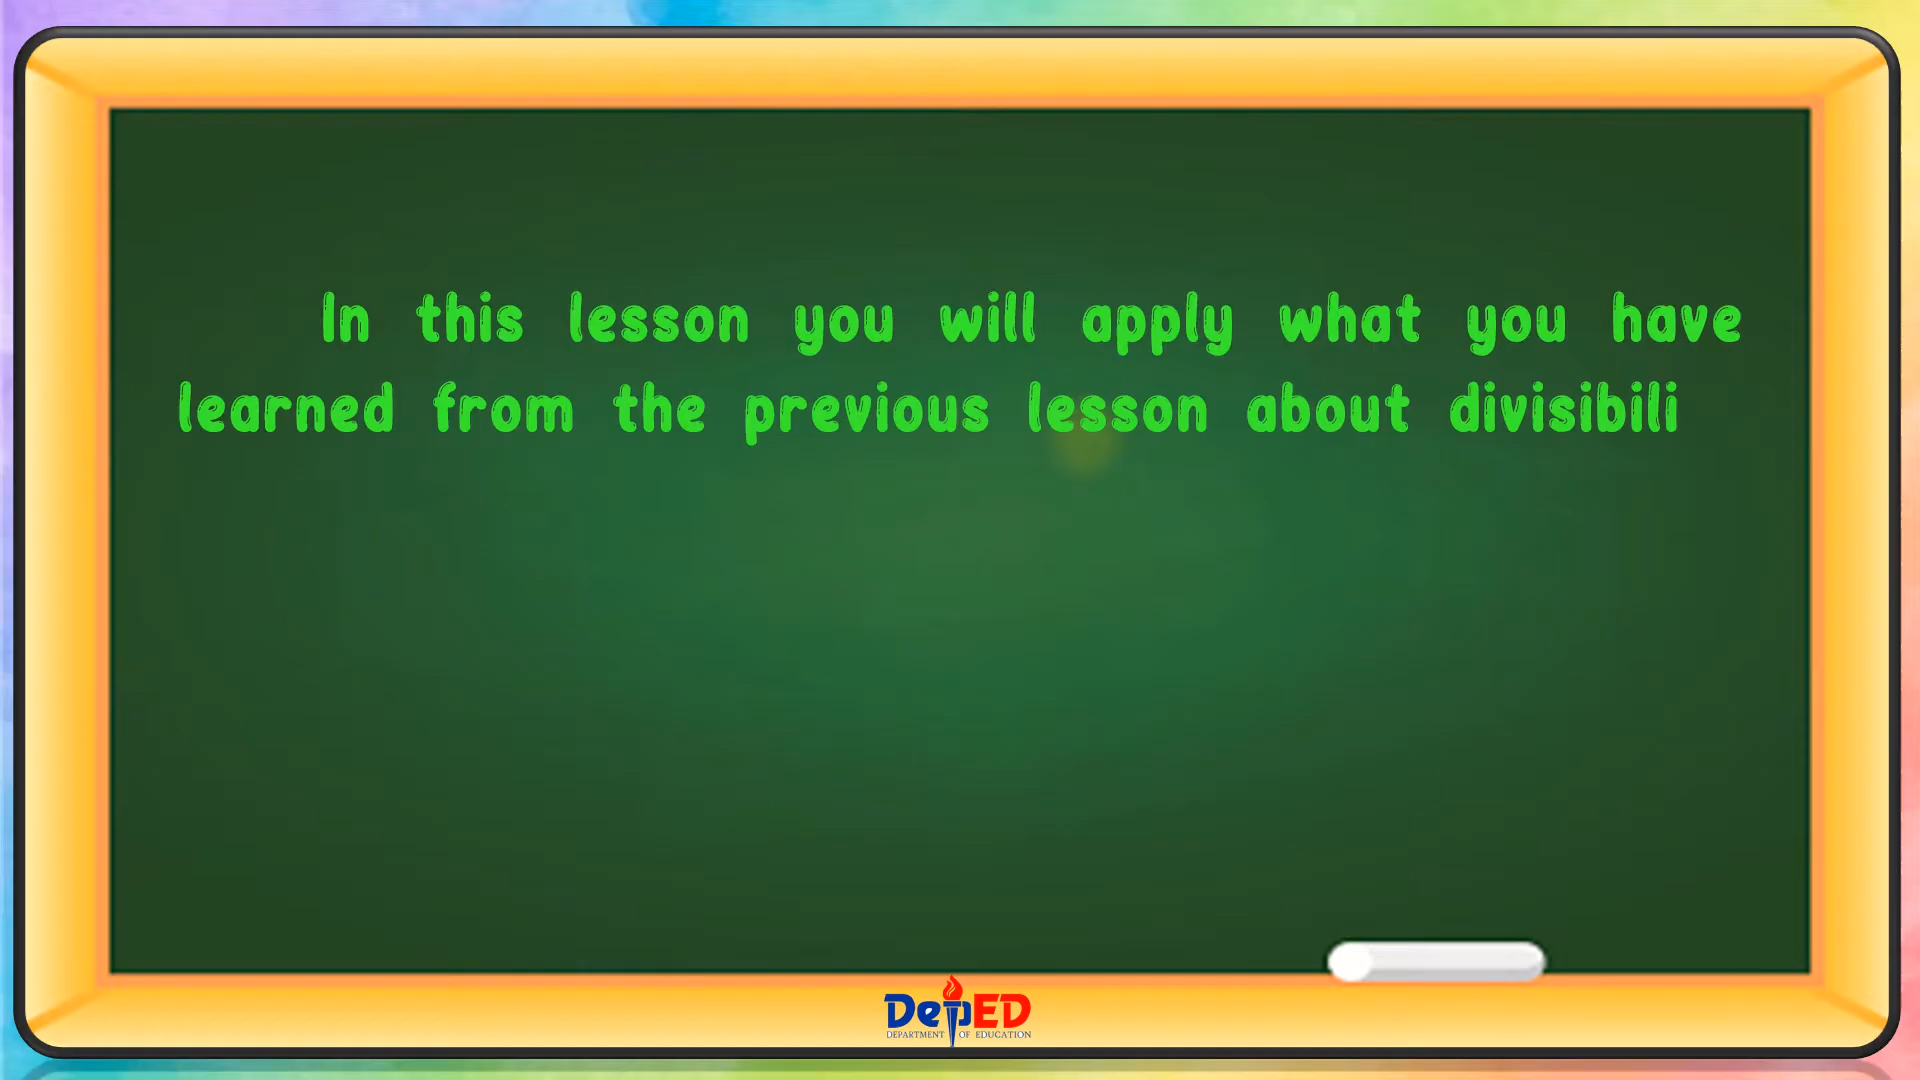 In this lesson you will apply what you have
learned from the previous lesson about divisibili
DepED
DEPARTMENT OF EDUCATION